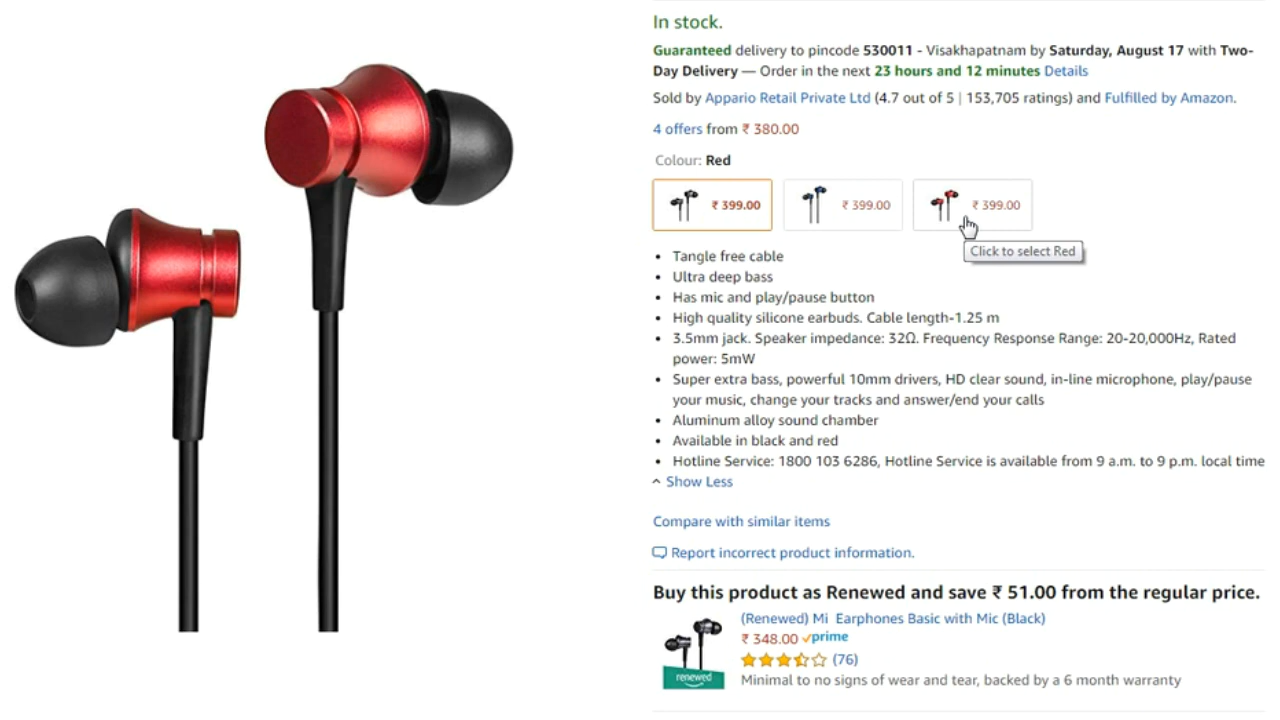 In stock.
Guaranteed delivery to pincode 530011 - Visakhapatnam by Saturday, August 17 with Two-
Day Delivery — Order in the next 23 hours and 12 minutes Details
Sold by Appario Retail Private Ltd (4.7 out of 5 | 153,705 ratings) and Fulfilled by Amazon.
4 offers from ₹ 380.00
Colour: Red
₹ 399.00 ₹ 399.00 ₹ 399.00
Click to select Red
• Tangle free cable
• Ultra deep bass
• Has mic and play/pause button
• High quality silicone earbuds. Cable length-1.25 m
• 3.5mm jack. Speaker impedance: 32Ω. Frequency Response Range: 20-20,000Hz, Rated
power: 5mW
• Super extra bass, powerful 10mm drivers, HD clear sound, in-line microphone, play/pause
your music, change your tracks and answer/end your calls
• Aluminum alloy sound chamber
• Available in black and red
• Hotline Service: 1800 103 6286, Hotline Service is available from 9 a.m. to 9 p.m. local time
Show Less
Compare with similar items
Report incorrect product information.
Buy this product as Renewed and save ₹ 51.00 from the regular price.
(Renewed) Mi Earphones Basic with Mic (Black)
₹ 348.00 prime
(76)
renewed
Minimal to no signs of wear and tear, backed by a 6 month warranty